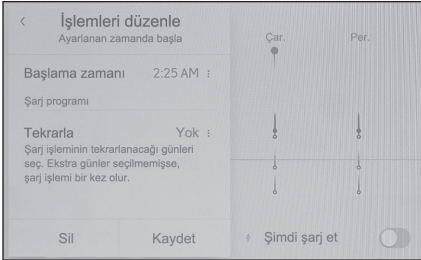 İşlemleri düzenle
Ayarlanan zamanda başla
Başlama zamanı 2:25 AM
Şarj programı
Tekrarla Yok
Şarj işleminin tekrarlanacağı günleri
seç. Ekstra günler seçilmemişse,
şarj işlemi bir kez olur.
Sil Kaydet
Çar. Per.
Şimdi şarj et